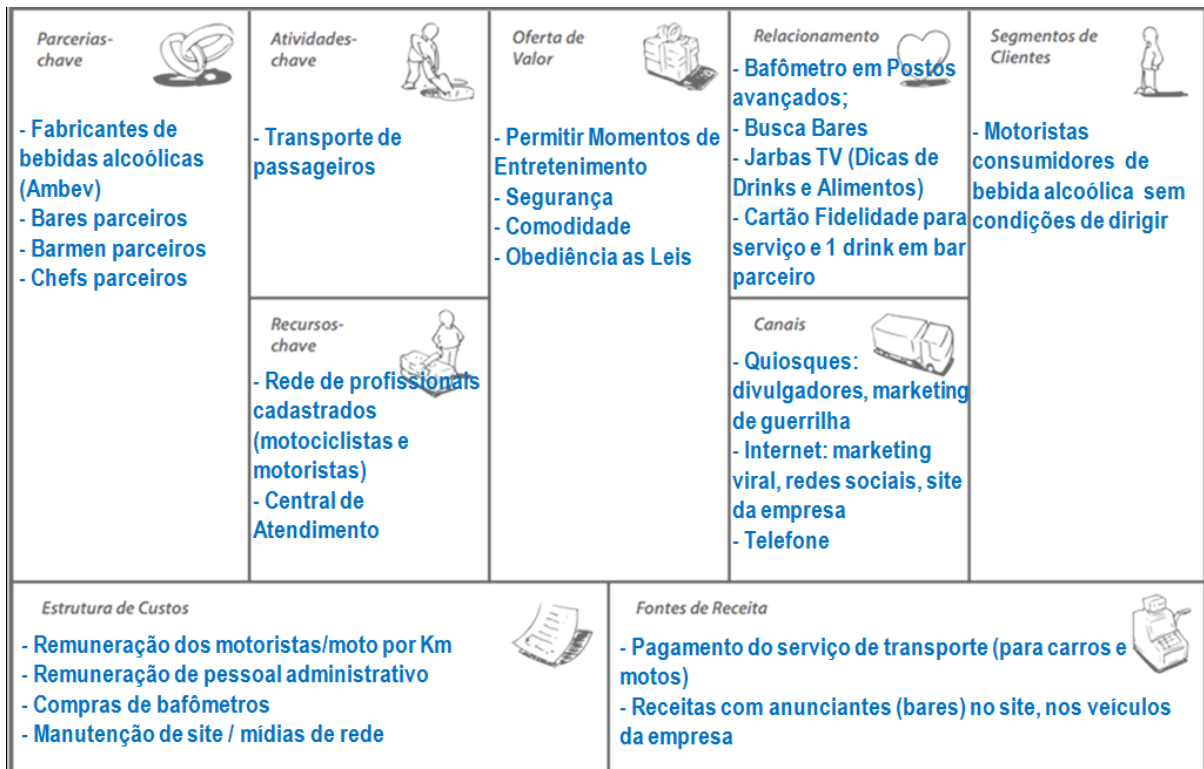 Parcerias-
chave
- Fabricantes de
bebidas alcoólicas
(Ambev)
- Bares parceiros
- Barmen parceiros
- Chefs parceiros
Atividades-
chave
- Transporte de
passageiros
Recursos-
chave
- Rede de profissionais
cadastrados
(motociclistas e
motoristas)
- Central de
Atendimento
Oferta de
Valor
- Permitir Momentos de
Entretenimento
- Segurança
- Comodidade
- Obediência as Leis
Relacionamento
- Bafômetro em Postos
avançados;
- Busca Bares
- Jarbas TV (Dicas de
Drinks e Alimentos)
- Cartão Fidelidade para
serviço e 1 drink em bar
parceiro
Canais
- Quiosques:
divulgadores, marketing
de guerrilha
- Internet: marketing
viral, redes sociais, site
da empresa
- Telefone
Segmentos de
Clientes
- Motoristas
consumidores de
bebida alcoólica sem
condições de dirigir
Estrutura de Custos
- Remuneração dos motoristas/moto por Km
- Remuneração de pessoal administrativo
- Compras de bafômetros
- Manutenção de site / mídias de rede
Fontes de Receita
- Pagamento do serviço de transporte (para carros e
motos)
- Receitas com anunciantes (bares) no site, nos veículos
da empresa